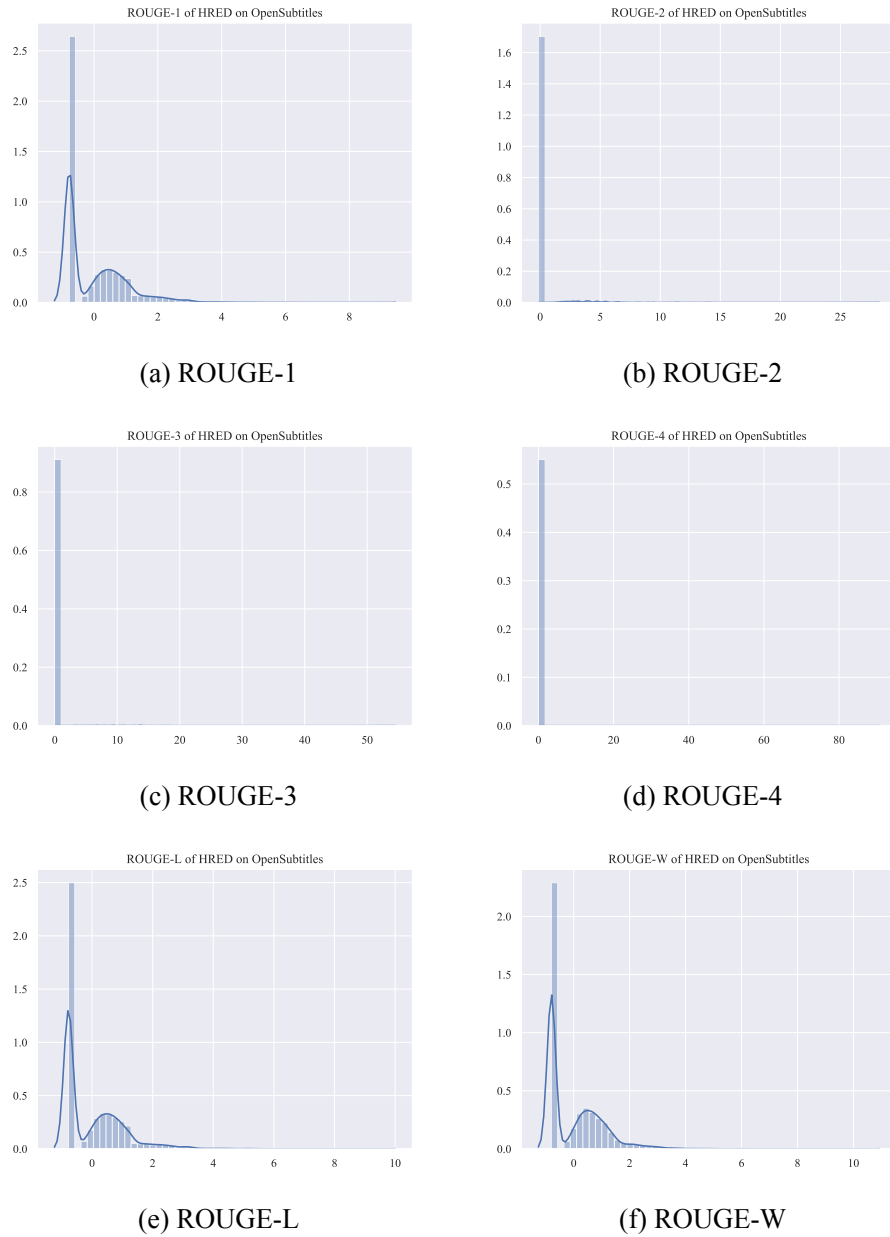 ROUGE-1 of HRED on OpenSubtitles
2.5
2.0
1.5
1.0
0.5
0.0
0 2 4 6 8
(a) ROUGE-1
ROUGE-2 of HRED on OpenSubtitles
1.6
1.4
1.2
1.0
0.8
0.6
0.4
0.2
0.0
0 5 10 15 20 25
(b) ROUGE-2
ROUGE-3 of HRED on OpenSubtitles
0.8
0.6
0.4
0.2
0.0
0 10 20 30 40 50
(c) ROUGE-3
ROUGE-4 of HRED on OpenSubtitles
0.5
0.4
0.3
0.2
0.1
0.0
0 20 40 60 80
(d) ROUGE-4
ROUGE-L of HRED on OpenSubtitles
2.5
2.0
1.5
1.0
0.5
0.0
0 2 4 6 8 10
(e) ROUGE-L
ROUGE-W of HRED on OpenSubtitles
2.0
1.5
1.0
0.5
0.0
0 2 4 6 8 10
(f) ROUGE-W